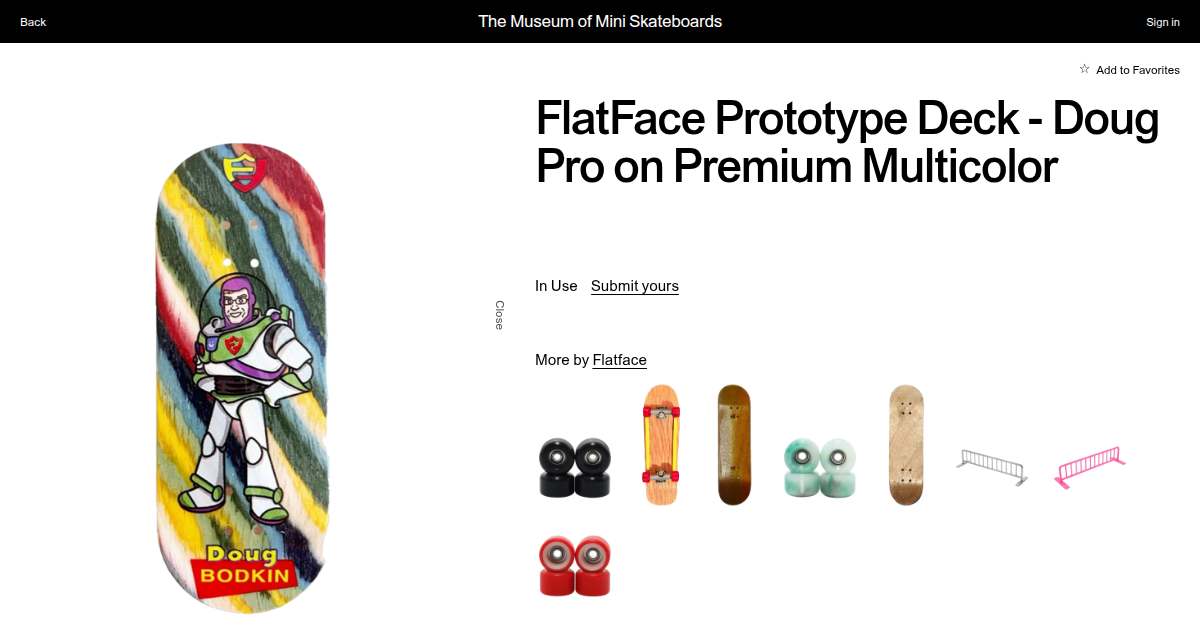 Back
The Museum of Mini Skateboards
Sign in
☆ Add to Favorites
FlatFace Prototype Deck - Doug
Pro on Premium Multicolor
In Use Submit yours
Close
More by Flatface
Doug
BODKIN